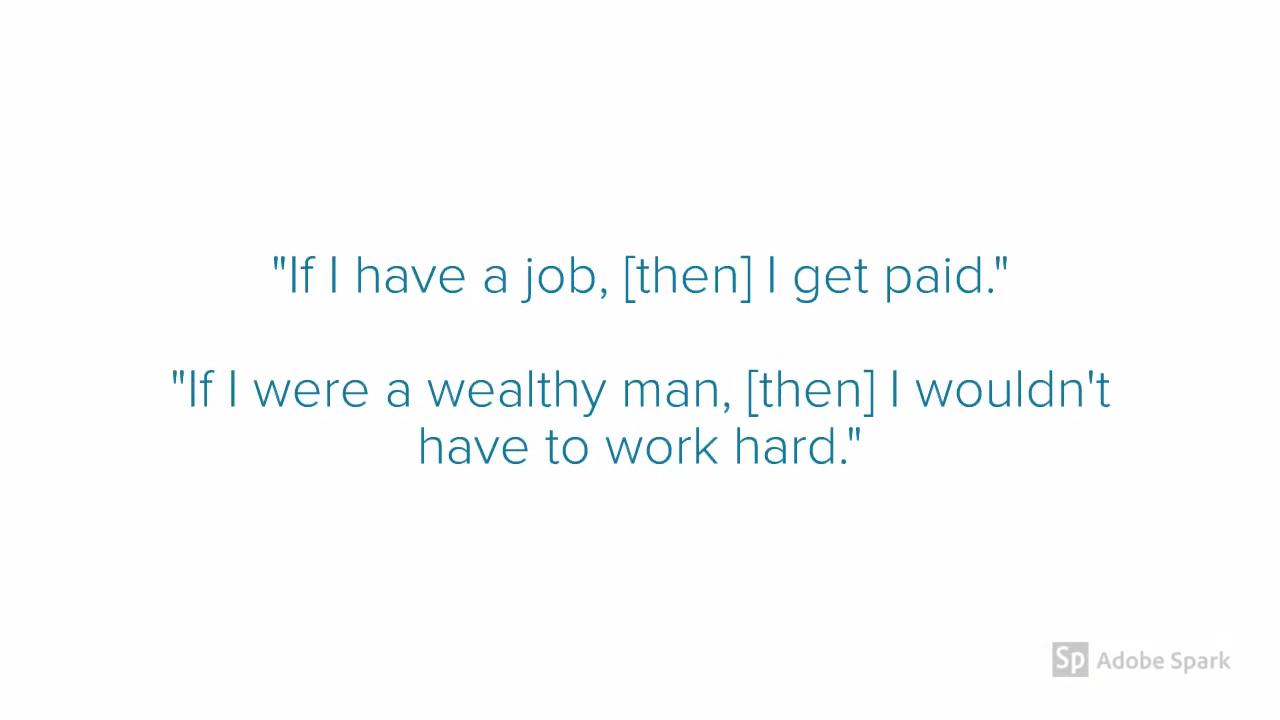 "If I have a job, [then] I get paid."
"If I were a wealthy man, [then] I wouldn't
have to work hard."
Sp Adobe Spark